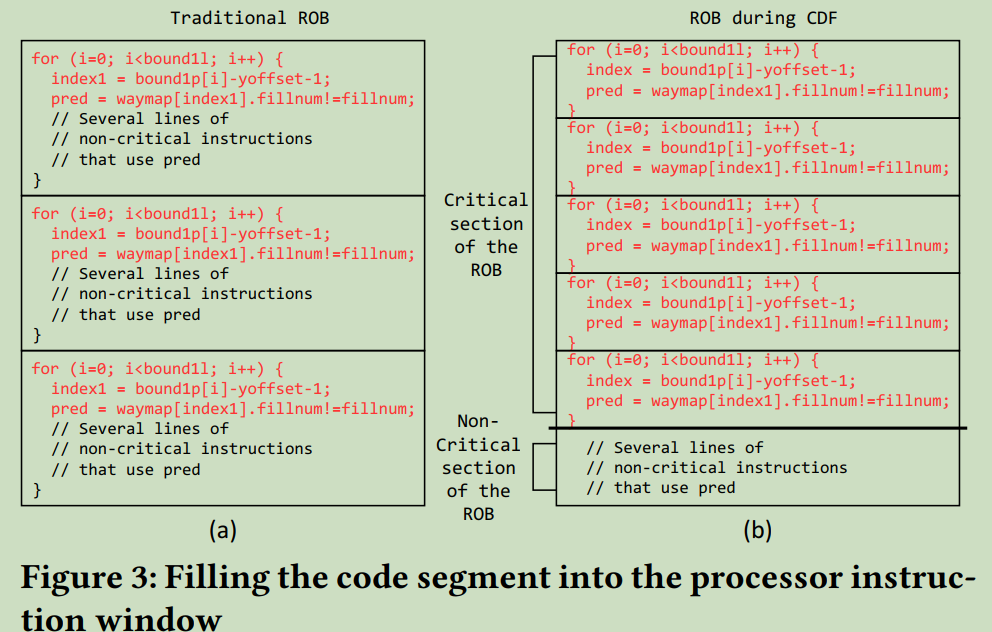 Traditional ROB
for (i=0; i<bound1l; i++) {
index1 = bound1p[i]-yoffset-1;
pred = waymap[index1].fillnum!=fillnum;
// Several lines of
// non-critical instructions
// that use pred
}
for (i=0; i<bound1l; i++) {
index1 = bound1p[i]-yoffset-1;
pred = waymap[index1].fillnum!=fillnum;
// Several lines of
// non-critical instructions
// that use pred
}
for (i=0; i<bound1l; i++) {
index1 = bound1p[i]-yoffset-1;
pred = waymap[index1].fillnum!=fillnum;
// Several lines of
// non-critical instructions
// that use pred
}
(a)
Critical
section
of the
ROB
Non-
Critical
section
of the
ROB
ROB during CDF
for (i=0; i<bound1l; i++) {
index = bound1p[i]-yoffset-1;
pred = waymap[index1].fillnum!=fillnum;
}
for (i=0; i<bound1l; i++) {
index = bound1p[i]-yoffset-1;
pred = waymap[index1].fillnum!=fillnum;
}
for (i=0; i<bound1l; i++) {
index = bound1p[i]-yoffset-1;
pred = waymap[index1].fillnum!=fillnum;
}
for (i=0; i<bound1l; i++) {
index = bound1p[i]-yoffset-1;
pred = waymap[index1].fillnum!=fillnum;
}
for (i=0; i<bound1l; i++) {
index = bound1p[i]-yoffset-1;
pred = waymap[index1].fillnum!=fillnum;
}
// Several lines of
// non-critical instructions
// that use pred
(b)
Figure 3: Filling the code segment into the processor instruc-
tion window